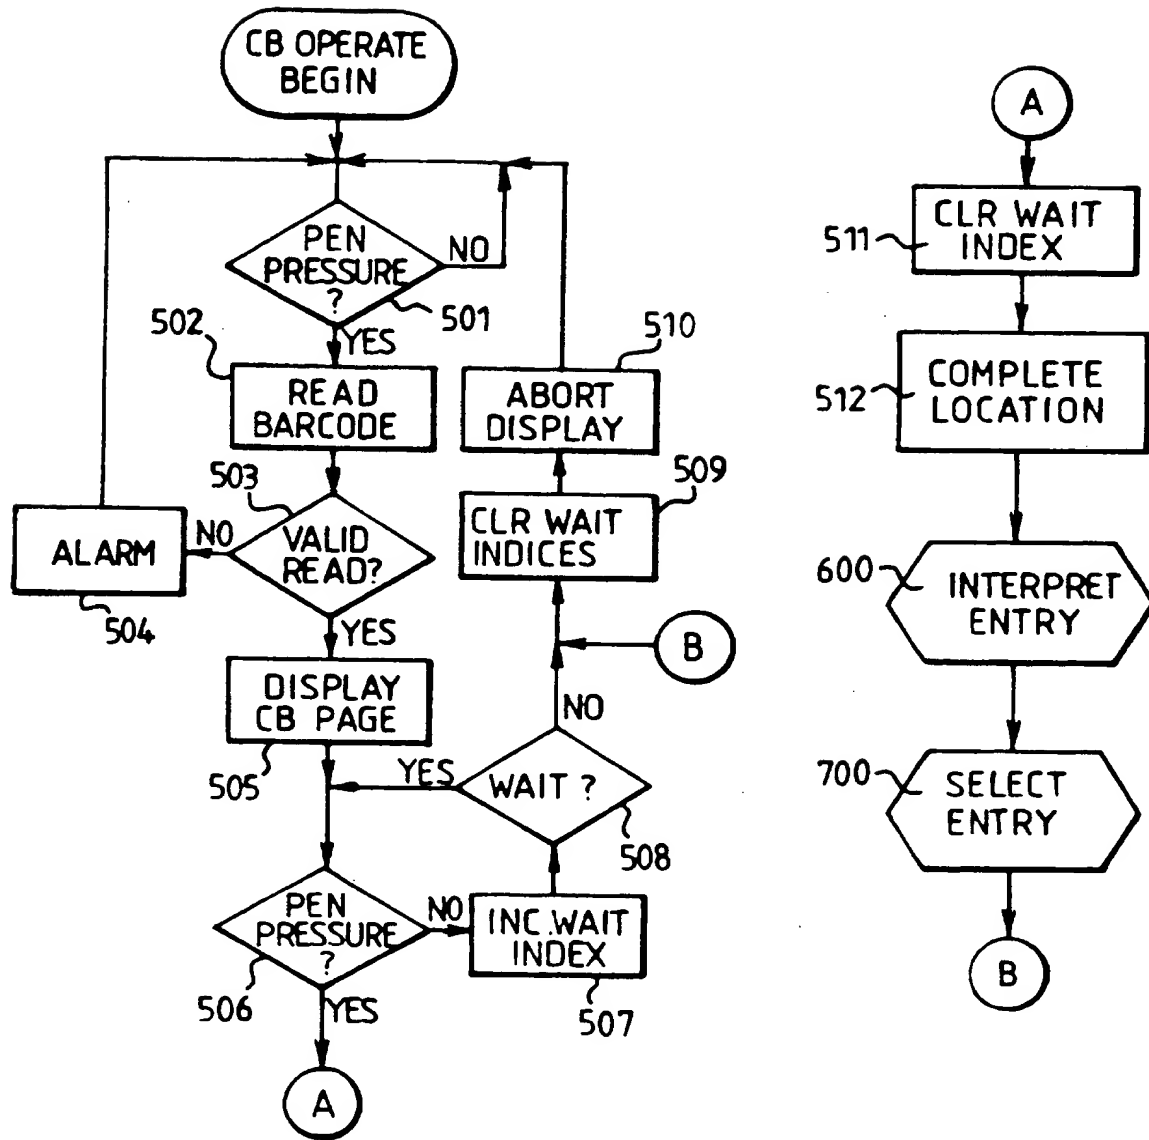 CB OPERATE
BEGIN
PEN
PRESSURE
?
NO
501
YES
502
READ
BARCODE
503
VALID
READ?
NO
ALARM
504
YES
DISPLAY
CB PAGE
505
PEN
PRESSURE
?
506
NO
YES
A
INC.WAIT
INDEX
507
WAIT ?
508
YES
NO
B
CLR WAIT
INDICES
509
ABORT
DISPLAY
510
A
CLR WAIT
INDEX
511
COMPLETE
LOCATION
512
INTERPRET
ENTRY
600
SELECT
ENTRY
700
B